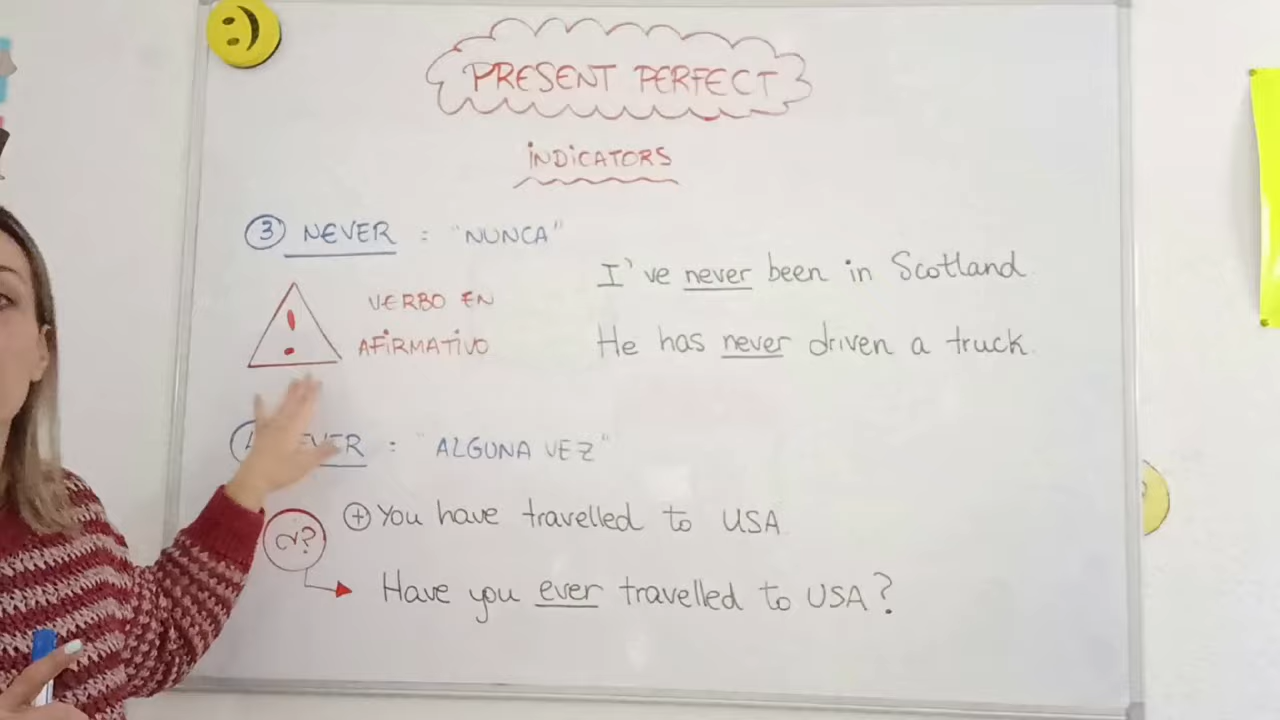 PRESENT PERFECT
INDICATORS
3 NEVER : "NUNCA"
! VERBO EN
AFIRMATIVO
I've never been in Scotland.
He has never driven a truck.
EVER : "ALGUNA VEZ"
+ You have travelled to USA.
¿?
Have you ever travelled to USA?